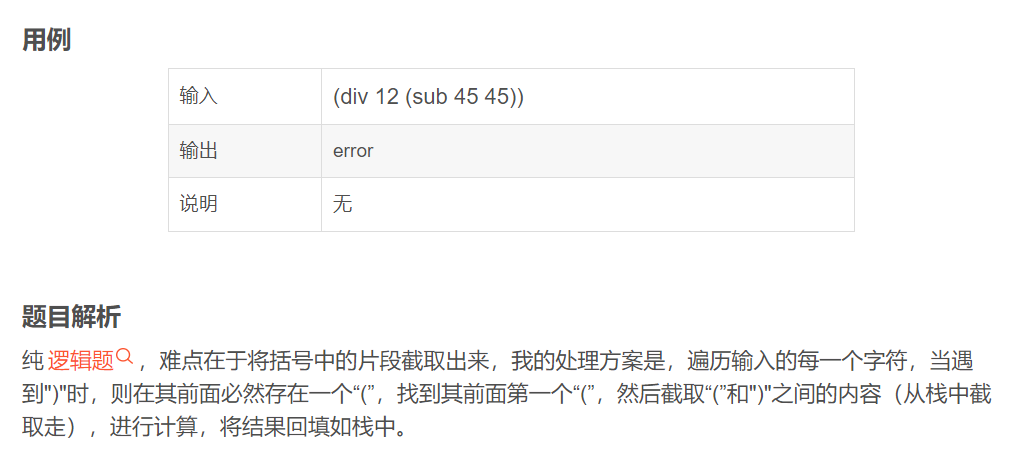 用例
输入 (div 12 (sub 45 45))
输出 error
说明 无
题目解析
纯 逻辑题 ，难点在于将括号中的片段截取出来，我的处理方案是，遍历输入的每一个字符，当遇
到")"时，则在其前面必然存在一个“(”，找到其前面第一个“(”，然后截取“(”和")"之间的内容（从栈中截
取走），进行计算，将结果回填如栈中。